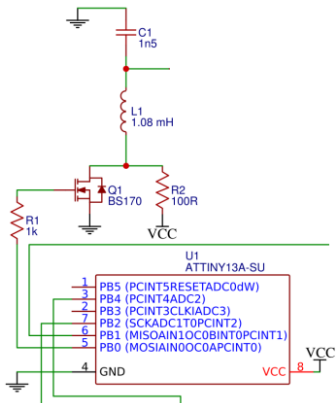 C1
1n5
L1
1.08 mH
Q1
BS170
R2
100R
VCC
R1
1k
U1
ATTINY13A-SU
1 PB5 (PCINT5RESETADC0dW)
3 PB4 (PCINT4ADC2)
2 PB3 (PCINT3CLKIADC3)
7 PB2 (SCKADC1T0PCINT2)
6 PB1 (MISOAIN1OC0BINT0PCINT1)
5 PB0 (MOSIAIN0OC0APCINT0)
4 GND
VCC 8
VCC